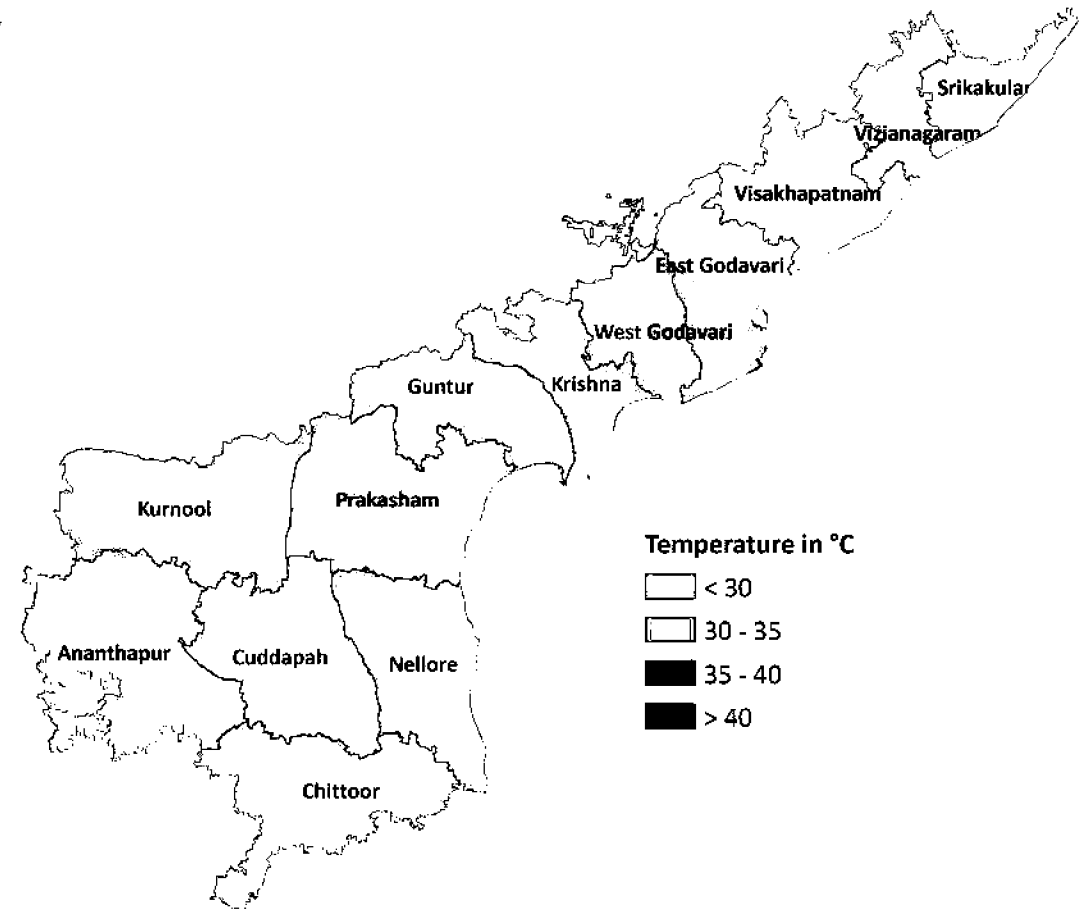 Srikakular
Vizianagaram
Visakhapatnam
East Godavari
West Godavari
Krishna
Guntur
Prakasham
Kurnool
Ananthapur
Cuddapah
Nellore
Chittoor
Temperature in °C
< 30
30 - 35
35 - 40
> 40